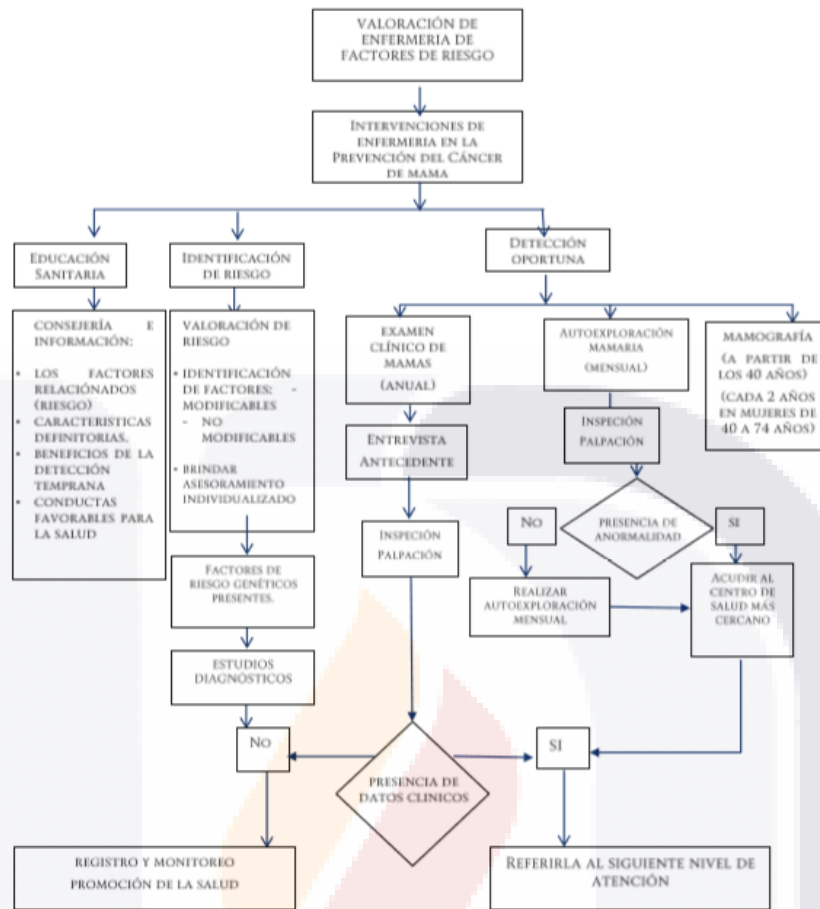 VALORACIÓN DE
ENFERMERIA DE
FACTORES DE RIESGO
INTERVENCIONES DE
ENFERMERIA EN LA
PREVENCIÓN DEL CÁNCER
DE MAMA
EDUCACIÓN
SANITARIA
IDENTIFICACIÓN
DE RIESGO
DETECCIÓN
OPORTUNA
CONSEJERÍA E
INFORMACIÓN:
• LOS FACTORES
RELACIÓNADOS
(RIESGO)
• CARACTERISTICAS
DEFINITORIAS.
• BENEFICIOS DE LA
DETECCIÓN
TEMPRANA
• CONDUCTAS
FAVORABLES PARA
LA SALUD
VALORACIÓN DE
RIESGO
• IDENTIFICACIÓN
DE FACTORES: -
MODIFICABLES
- NO
MODIFICABLES
• BRINDAR
ASESORAMIENTO
INDIVIDUALIZADO
FACTORES DE
RIESGO GENÉTICOS
PRESENTES.
ESTUDIOS
DIAGNÓSTICOS
EXAMEN
CLÍNICO DE
MAMAS
(ANUAL)
ENTREVISTA
ANTECEDENTE
INSPECIÓN
PALPACIÓN
AUTOEXPLORACIÓN
MAMARIA
(MENSUAL)
INSPECIÓN
PALPACIÓN
PRESENCIA DE
ANORMALIDAD
NO
SI
REALIZAR
AUTOEXPLORACIÓN
MENSUAL
ACUDIR AL
CENTRO DE
SALUD MÁS
CERCANO
MAMOGRAFÍA
(A PARTIR DE
LOS 40 AÑOS)
(CADA 2 AÑOS
EN MUJERES DE
40 A 74 AÑOS)
NO
PRESENCIA DE
DATOS CLINICOS
SI
REGISTRO Y MONITOREO
PROMOCIÓN DE LA SALUD
REFERIRLA AL SIGUIENTE NIVEL DE
ATENCIÓN